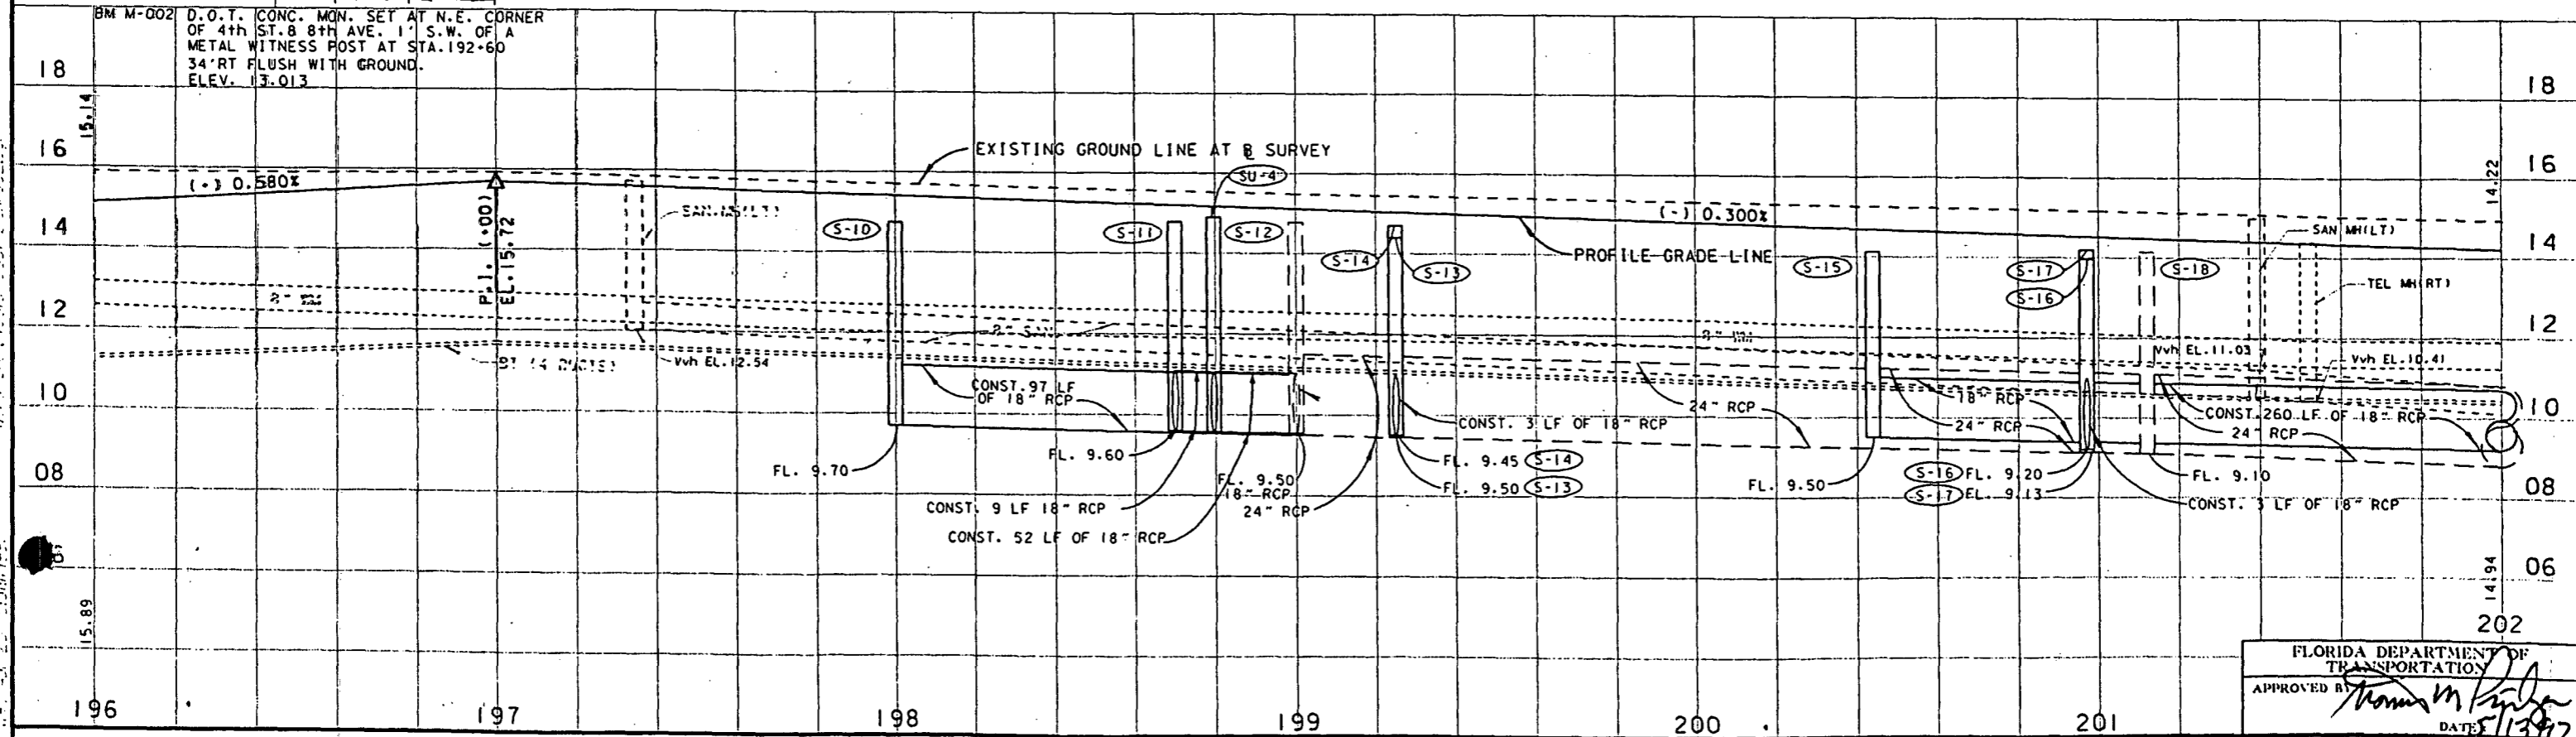 BM M-002 D.O.T. CONC. MON. SET AT N.E. CORNER
OF 4th ST. & 8th AVE. 1' S.W. OF A
METAL WITNESS POST AT STA. 192+60
34'RT FLUSH WITH GROUND.
ELEV. 13.013
18
18
15.14
16
EXISTING GROUND LINE AT B SURVEY
16
(+) 0.580%
SU-4
14.22
P.I. (+00)
EL.15.72
(-) 0.300%
14
S-10
S-11
S-12
S-14
S-13
PROFILE GRADE LINE
S-15
S-17
S-16
S-18
SAN MH(LT)
14
TEL MH(RT)
12
12
8" SAN
Vvh EL.12.54
Vvh EL.11.03
Vvh EL.10.41
CONST. 97 LF
OF 18" RCP
10
24" RCP
18" RCP
24" RCP
CONST. 260 LF OF 18" RCP
24" RCP
10
CONST. 3 LF OF 18" RCP
08
FL. 9.70
FL. 9.60
FL. 9.50
18" RCP
24" RCP
FL. 9.45 S-14
FL. 9.50 S-13
FL. 9.50
S-16 FL. 9.20
S-17 EL. 9.13
FL. 9.10
08
CONST. 9 LF 18" RCP
CONST. 52 LF OF 18" RCP
CONST. 3 LF OF 18" RCP
06
15.89
14.94
202
196
197
198
199
200
201
FLORIDA DEPARTMENT OF
TRANSPORTATION
APPROVED BY
DATE